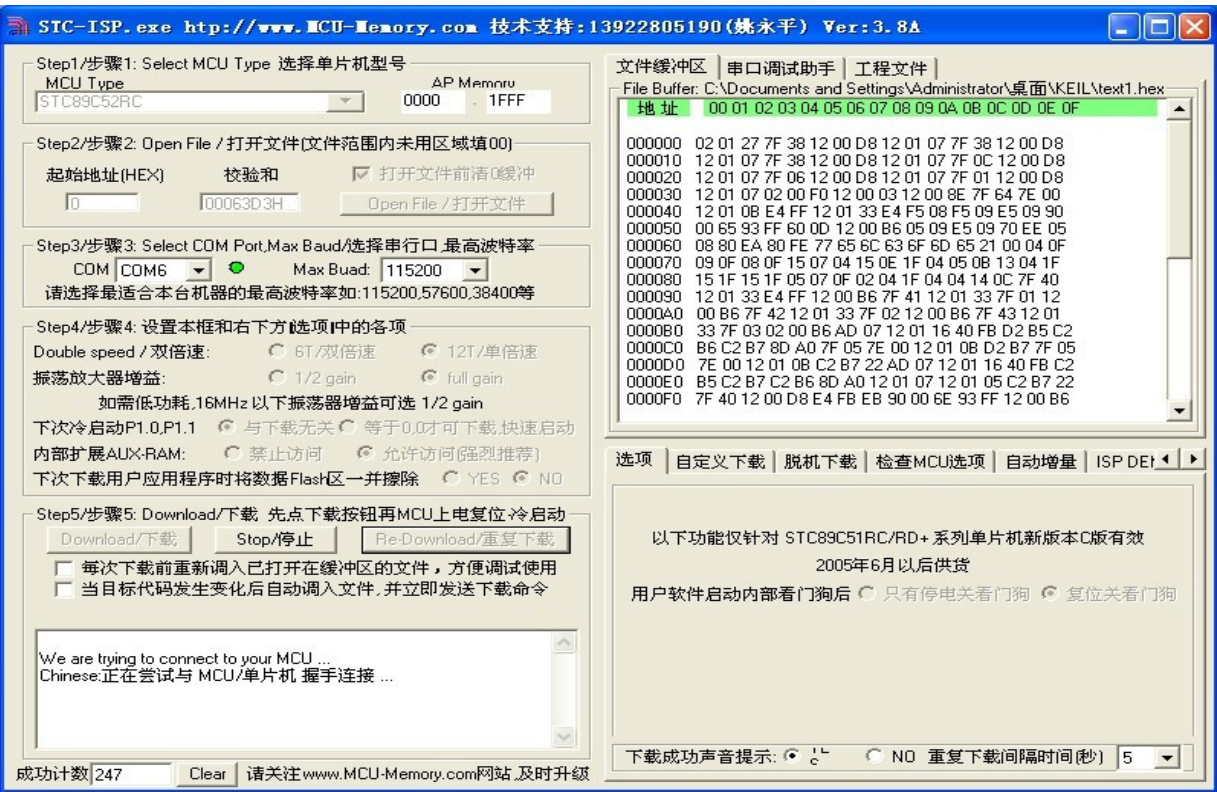 STC-ISP.exe http://www.MCU-Memory.com 技术支持:13922805190(姚永平) Ver:3.8A
Step1/步骤1: Select MCU Type 选择单片机型号
MCU Type AP Memory
STC89C52RC 0000 - 1FFF
Step2/步骤2: Open File / 打开文件(文件范围内未用区域填00)
起始地址(HEX) 校验和 打开文件前清0缓冲
0 00063D3H Open File / 打开文件
Step3/步骤3: Select COM Port,Max Baud/选择串行口,最高波特率
COM COM6 Max Buad: 115200
请选择最适合本台机器的最高波特率如:115200,57600,38400等
Step4/步骤4: 设置本框和右下方'选项'中的各项
Double speed / 双倍速: 6T/双倍速 12T/单倍速
振荡放大器增益: 1/2 gain full gain
如需低功耗,16MHz 以下振荡器增益可选 1/2 gain
下次冷启动P1.0,P1.1 与下载无关 等于0,0才可下载,快速启动
内部扩展AUX-RAM: 禁止访问 允许访问(强烈推荐)
下次下载用户应用程序时将数据Flash区一并擦除 YES NO
Step5/步骤5: Download/下载 先点下载按钮再MCU上电复位-冷启动
Download/下载 Stop/停止 Re-Download/重复下载
每次下载前重新调入已打开在缓冲区的文件，方便调试使用
当目标代码发生变化后自动调入文件,并立即发送下载命令
We are trying to connect to your MCU ...
Chinese:正在尝试与 MCU/单片机 握手连接 ...
成功计数 247 Clear 请关注www.MCU-Memory.com网站,及时升级
文件缓冲区 串口调试助手 工程文件
File Buffer: C:\Documents and Settings\Administrator\桌面\KEIL\text1.hex
地址 00 01 02 03 04 05 06 07 08 09 0A 0B 0C 0D 0E 0F
000000 02 01 27 7F 38 12 00 D8 12 01 07 7F 38 12 00 D8
000010 12 01 07 7F 38 12 00 D8 12 01 07 7F 0C 12 00 D8
000020 12 01 07 7F 06 12 00 D8 12 01 07 7F 01 12 00 D8
000030 12 01 07 02 00 F0 12 00 03 12 00 8E 7F 64 7E 00
000040 12 01 0B E4 FF 12 01 33 E4 F5 08 F5 09 E5 09 90
000050 00 65 93 FF 60 0D 12 00 B6 05 09 E5 09 70 EE 05
000060 08 80 EA 80 FE 77 65 6C 63 6F 6D 65 21 00 04 0F
000070 09 0F 08 0F 15 07 04 15 0E 1F 04 05 0B 13 04 1F
000080 15 1F 15 1F 05 07 0F 02 04 1F 04 04 14 0C 7F 40
000090 12 01 33 E4 FF 12 00 B6 7F 41 12 01 33 7F 01 12
0000A0 00 B6 7F 42 12 01 33 7F 02 12 00 B6 7F 43 12 01
0000B0 33 7F 03 02 00 B6 AD 07 12 01 16 40 FB D2 B5 C2
0000C0 B6 C2 B7 8D A0 7F 05 7E 00 12 01 0B D2 B7 7F 05
0000D0 7E 00 12 01 0B C2 B7 22 AD 07 12 01 16 40 FB C2
0000E0 B5 C2 B7 C2 B6 8D A0 12 01 07 12 01 05 C2 B7 22
0000F0 7F 40 12 00 D8 E4 FB EB 90 00 6E 93 FF 12 00 B6
选项 自定义下载 脱机下载 检查MCU选项 自动增量 ISP
以下功能仅针对 STC89C51RC/RD+ 系列单片机新版本C版有效
2005年6月以后供货
用户软件启动内部看门狗后 只有停电关看门狗 复位关看门狗
下载成功声音提示: NO 重复下载间隔时间(秒) 5